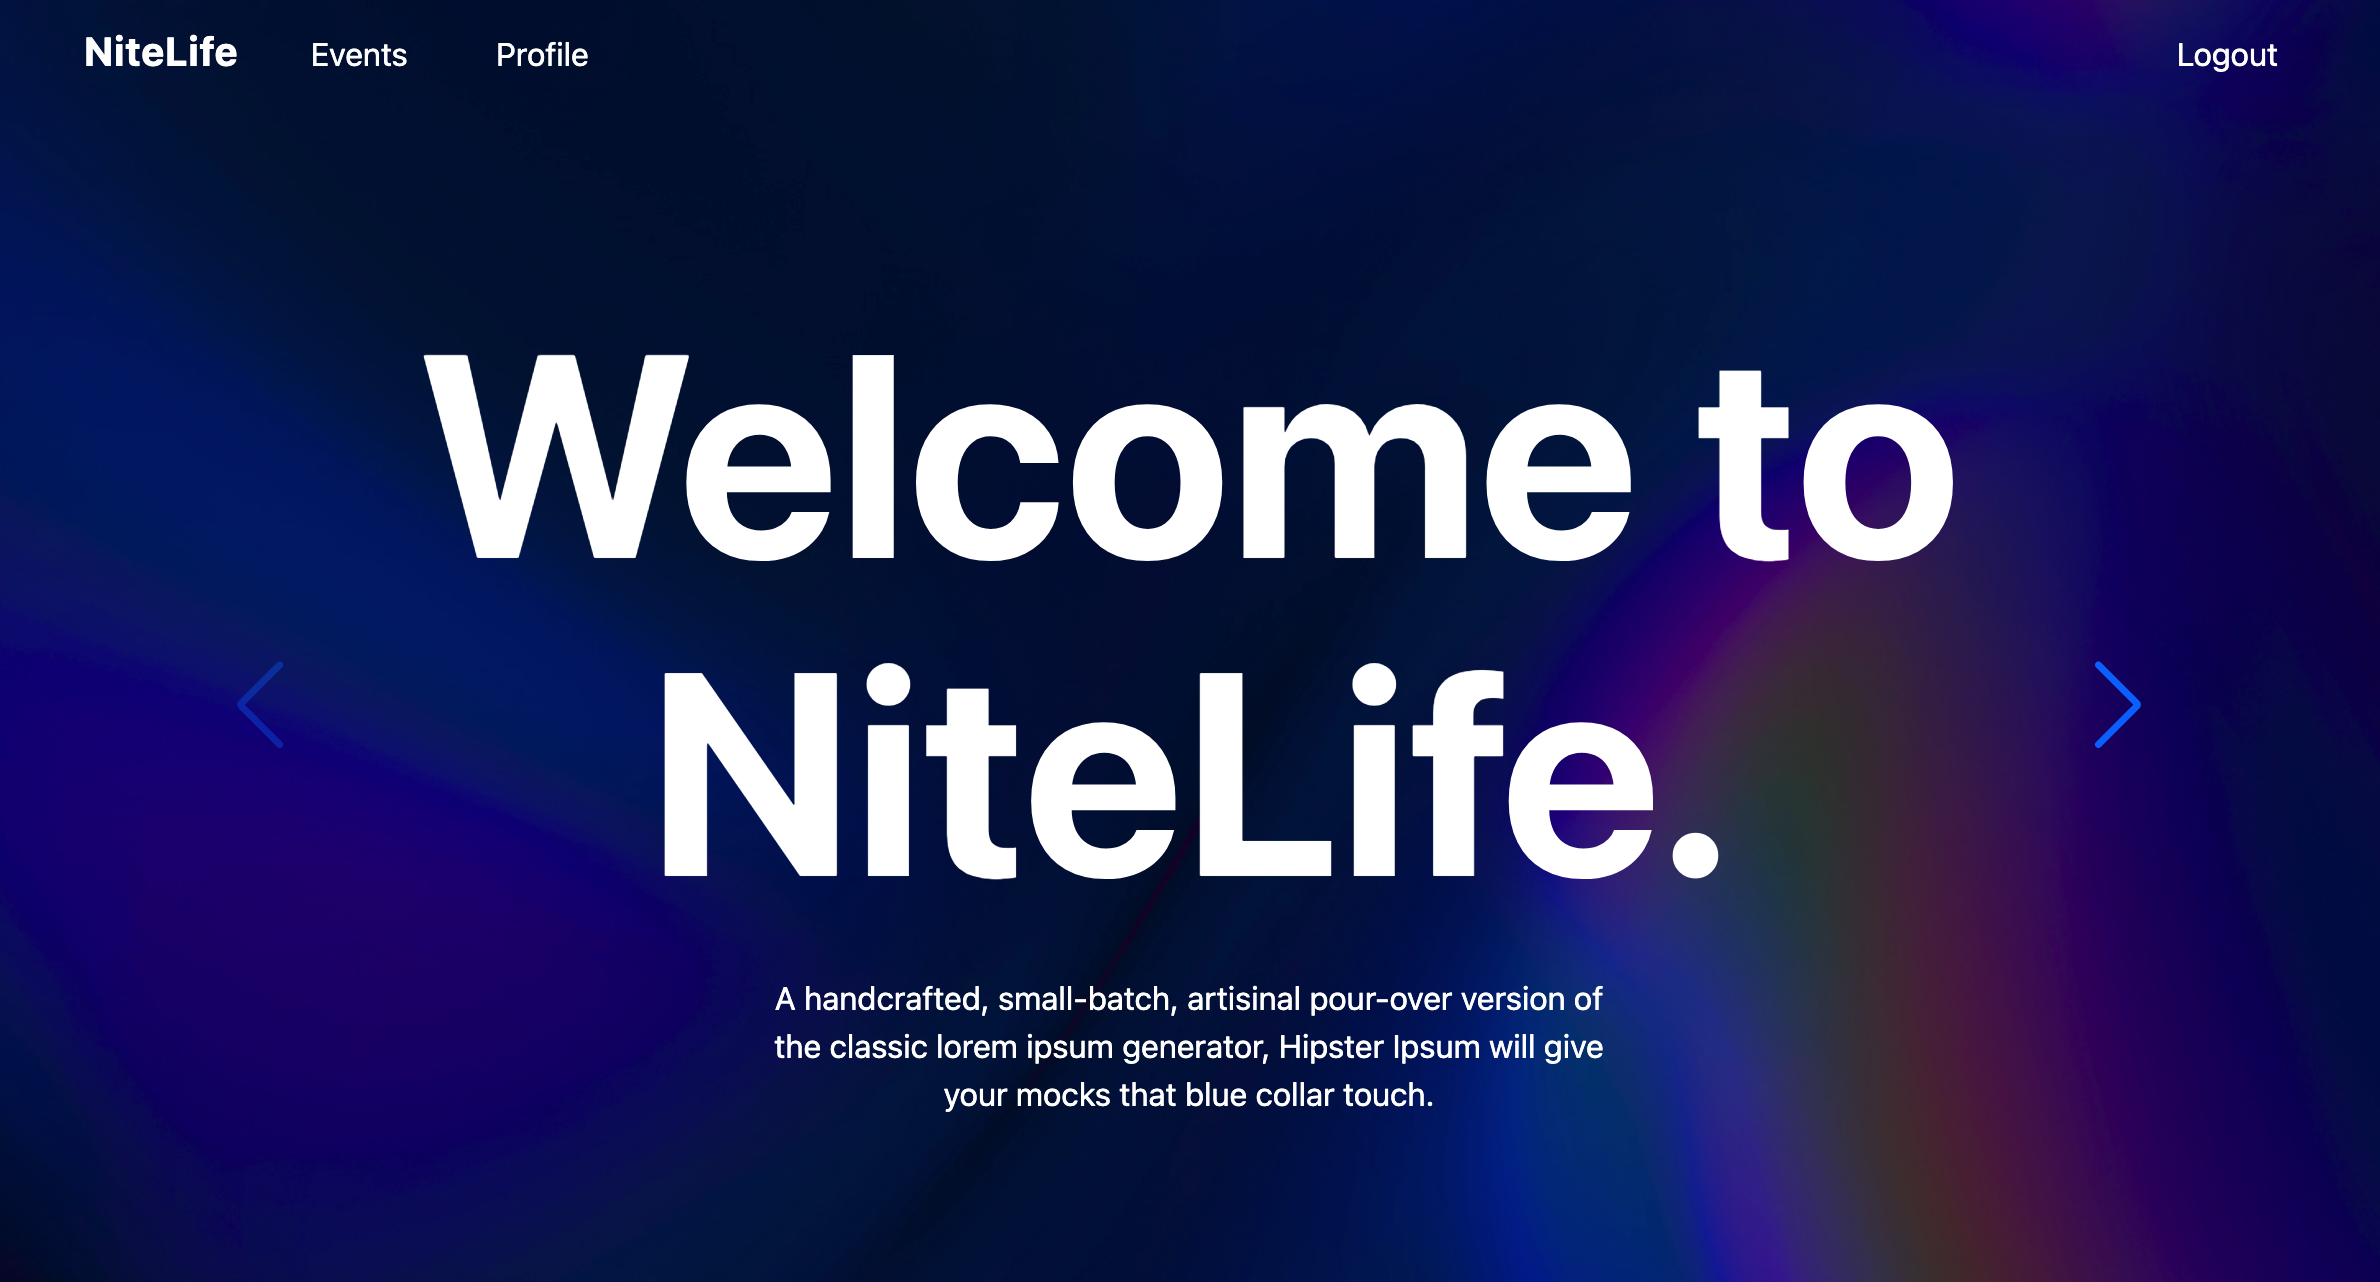 NiteLife Events Profile Logout
Welcome to
NiteLife.
A handcrafted, small-batch, artisinal pour-over version of
the classic lorem ipsum generator, Hipster Ipsum will give
your mocks that blue collar touch.